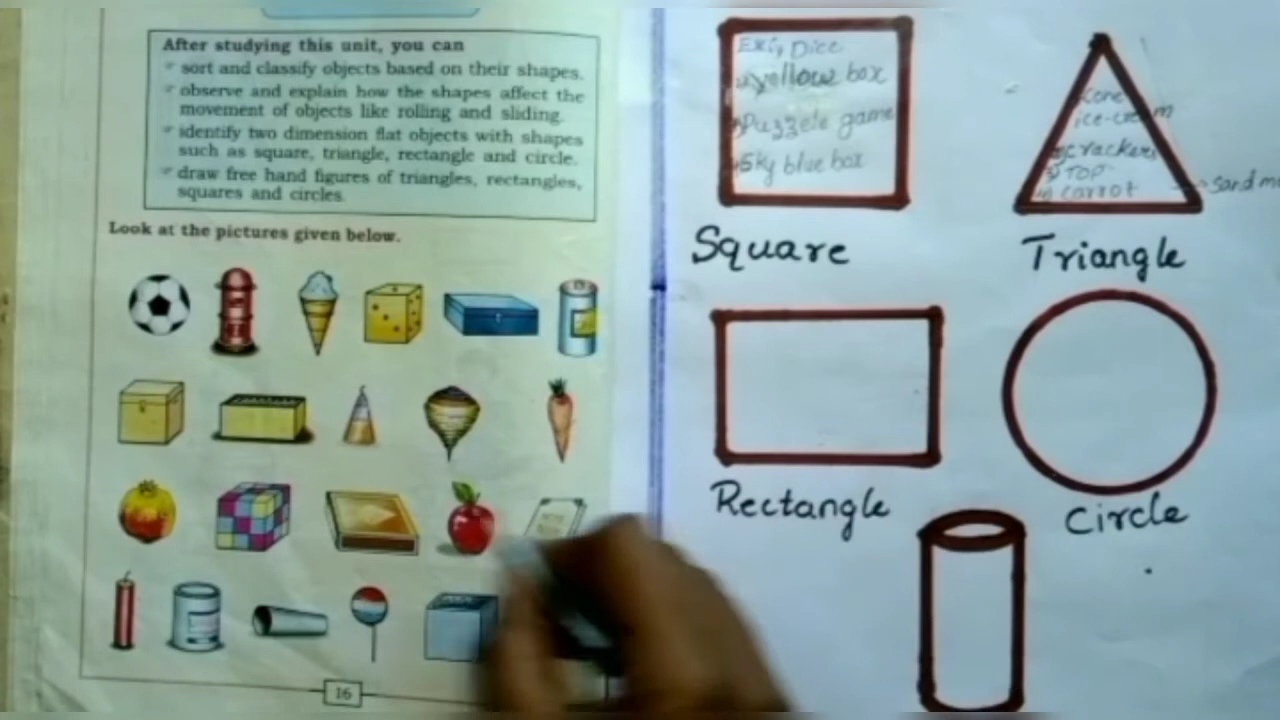 After studying this unit, you can
sort and classify objects based on their shapes.
observe and explain how the shapes affect the
movement of objects like rolling and sliding.
identify two dimension flat objects with shapes
such as square, triangle, rectangle and circle.
draw free hand figures of triangles, rectangles,
squares and circles.
Look at the pictures given below.
16
Dice
yellow box
Puzzele game
Sky blue box
Square
Kone
ice-cream
crackers
TOP
carrot
Triangle
Rectangle
Circle